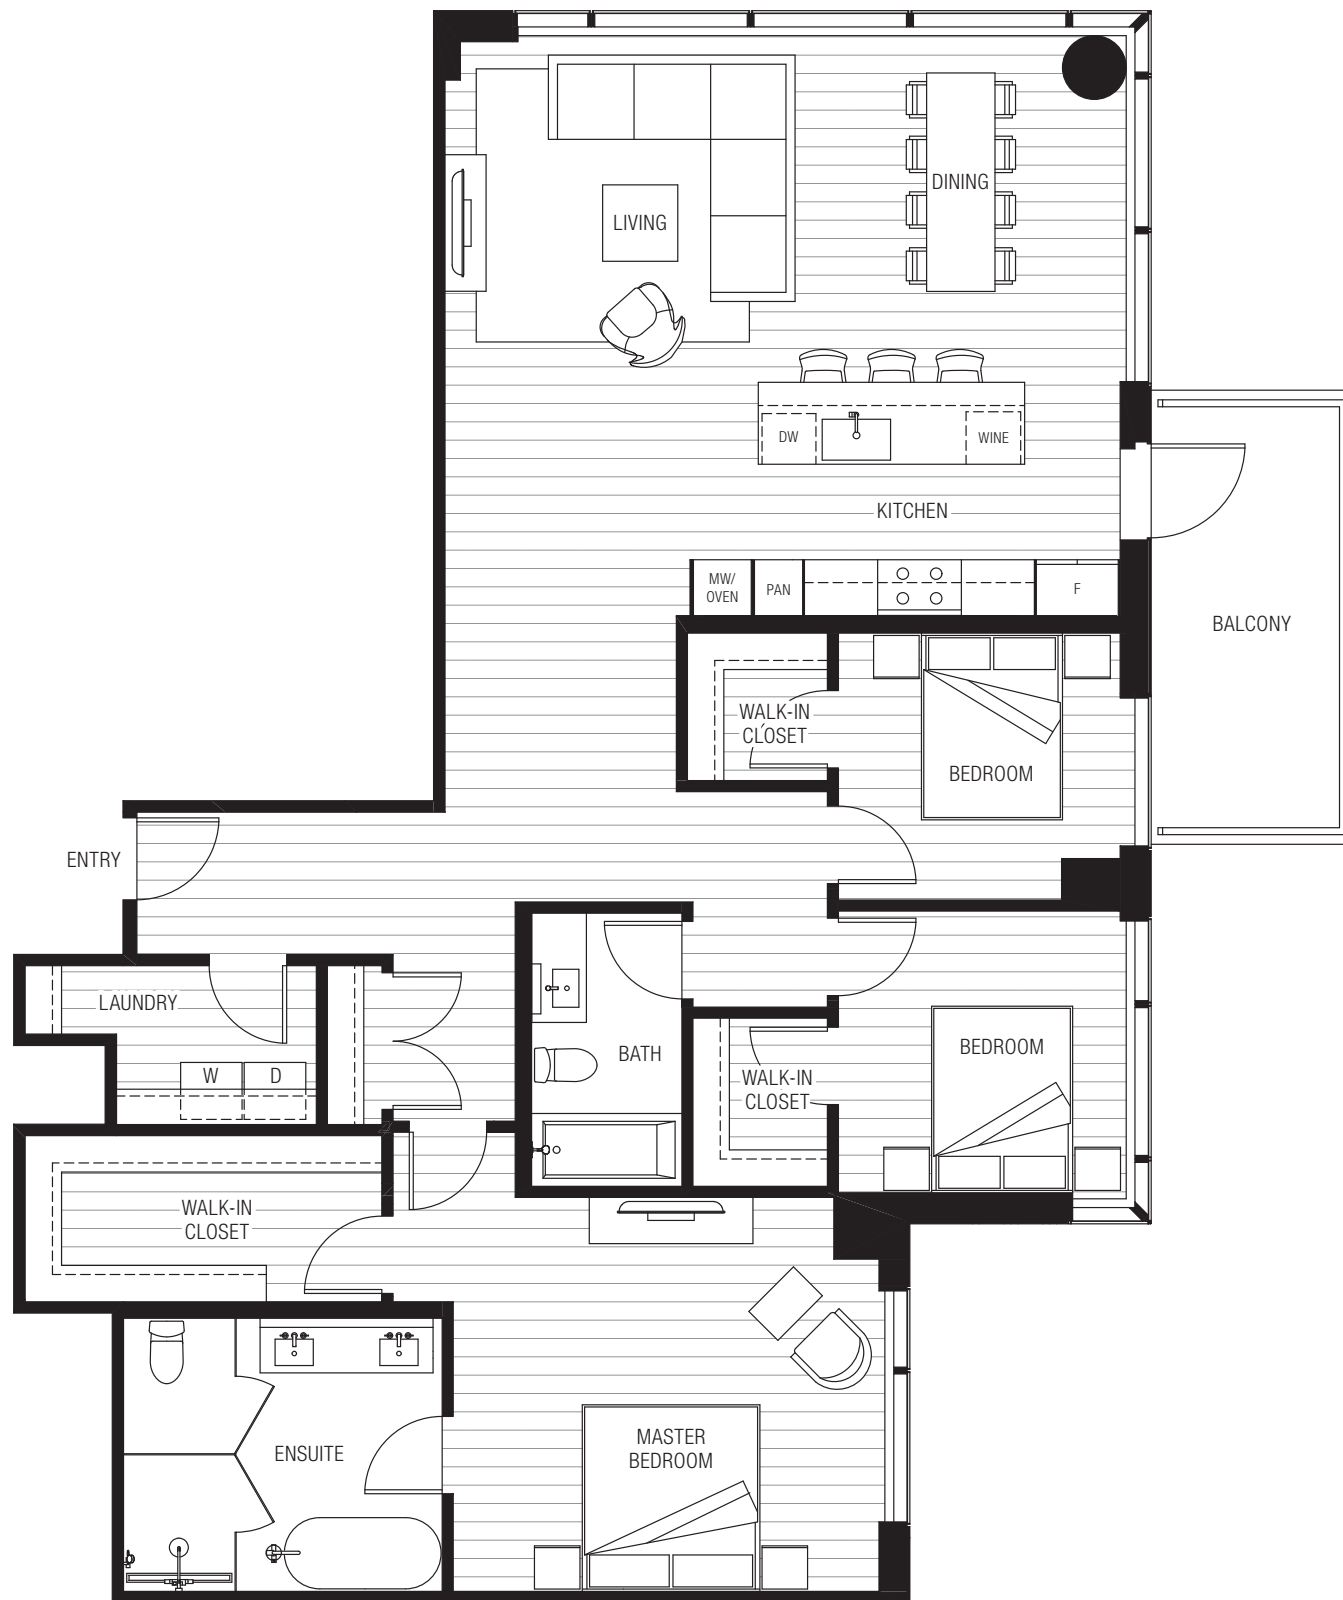 DINING
LIVING
DW
WINE
KITCHEN
MW/
OVEN
PAN
F
BALCONY
WALK-IN
CLOSET
BEDROOM
ENTRY
LAUNDRY
W
D
BATH
BEDROOM
WALK-IN
CLOSET
WALK-IN
CLOSET
MASTER
BEDROOM
ENSUITE